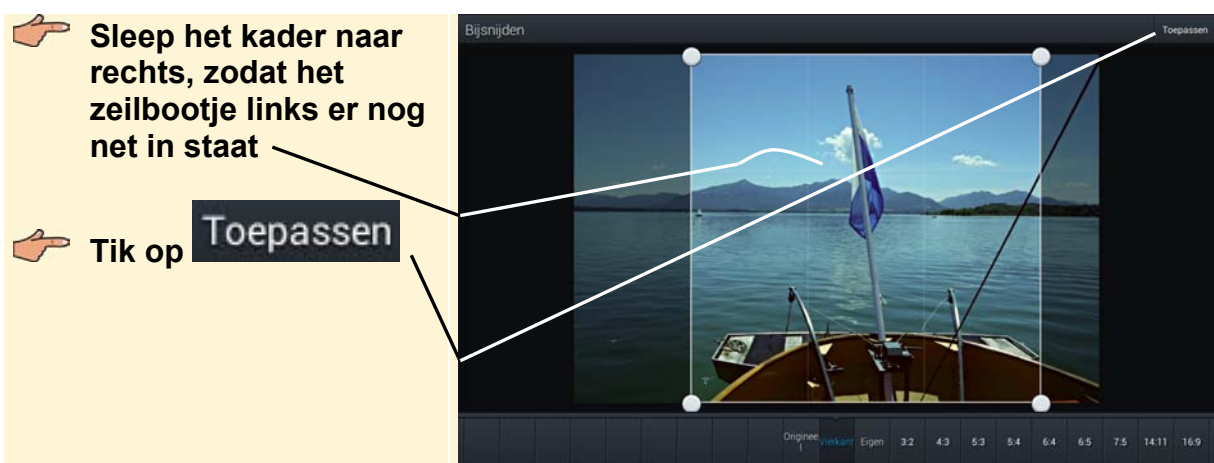 Sleep het kader naar
rechts, zodat het
zeilbootje links er nog
net in staat
Tik op Toepassen
Bijsnijden
Toepassen
Originee
l
Vierkant Eigen 3:2 4:3 5:3 5:4 6:4 6:5 7:5 14:11 16:9